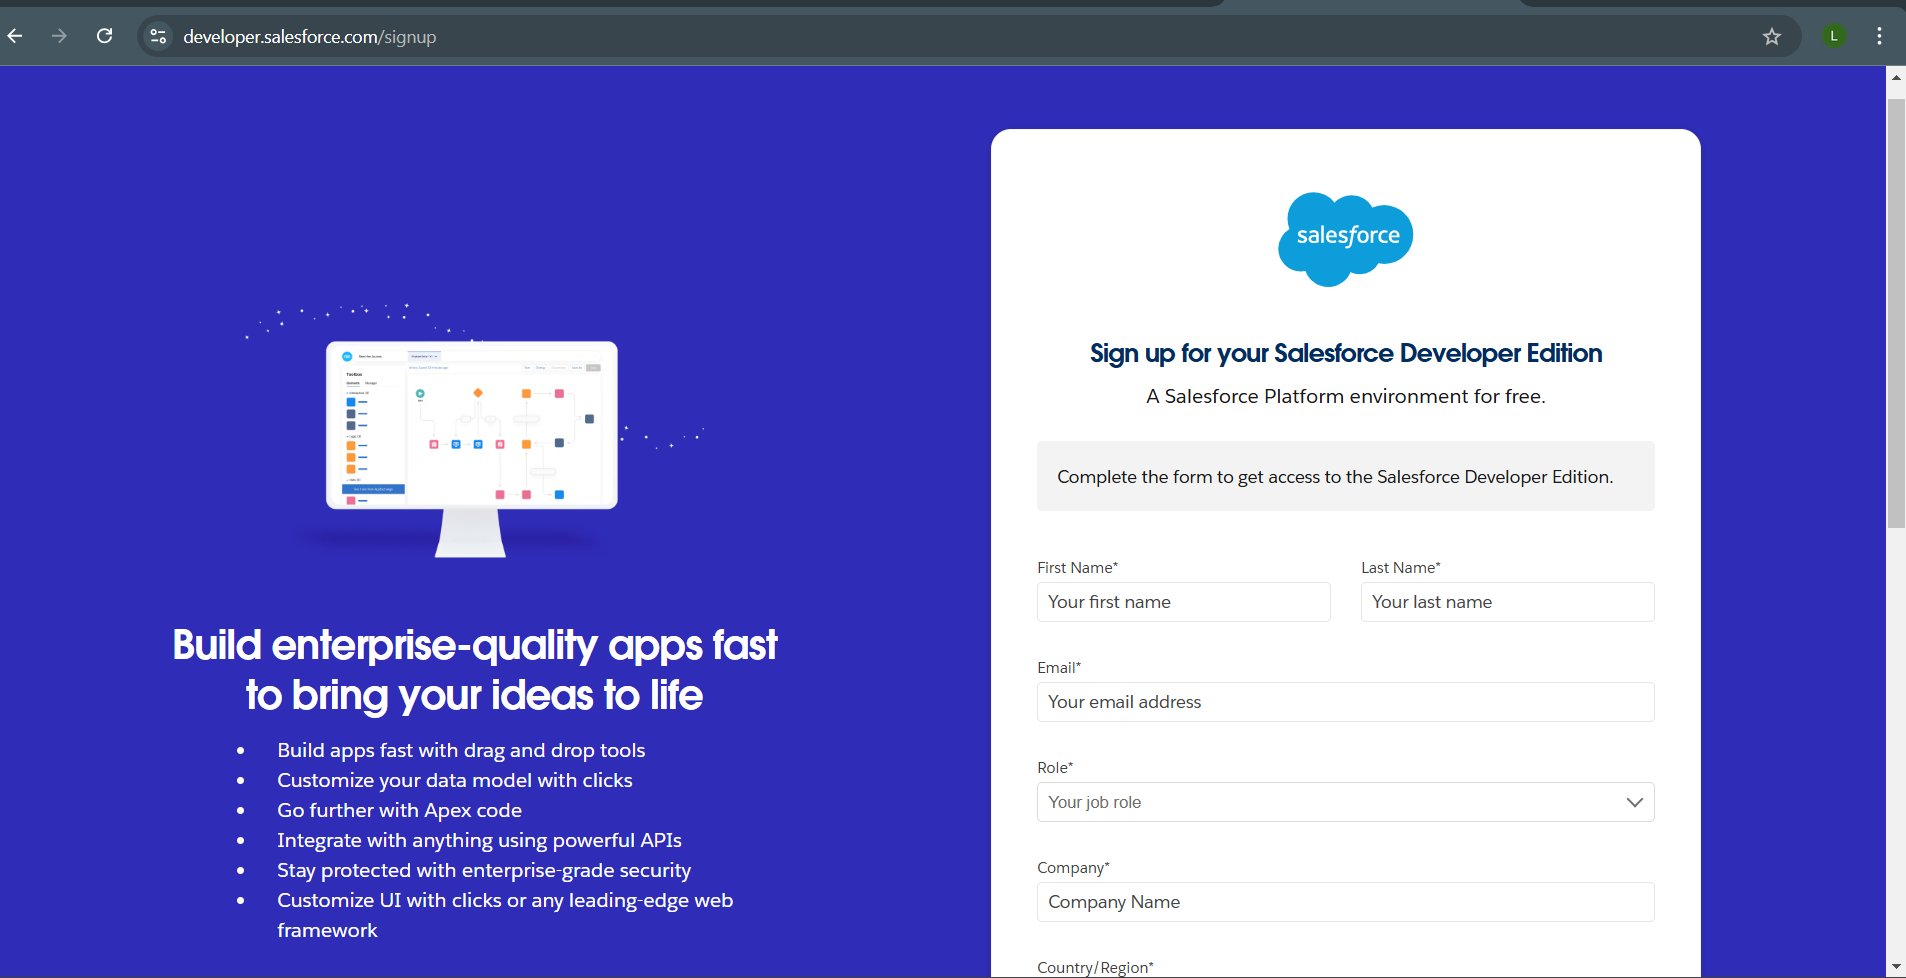 developer.salesforce.com/signup
L
salesforce
Sign up for your Salesforce Developer Edition
A Salesforce Platform environment for free.
Complete the form to get access to the Salesforce Developer Edition.
First Name*
Last Name*
Your first name
Your last name
Email*
Your email address
Role*
Your job role
Company*
Company Name
Country/Region*
Toolbox
Build enterprise-quality apps fast
to bring your ideas to life
Build apps fast with drag and drop tools
Customize your data model with clicks
Go further with Apex code
Integrate with anything using powerful APIs
Stay protected with enterprise-grade security
Customize UI with clicks or any leading-edge web
framework